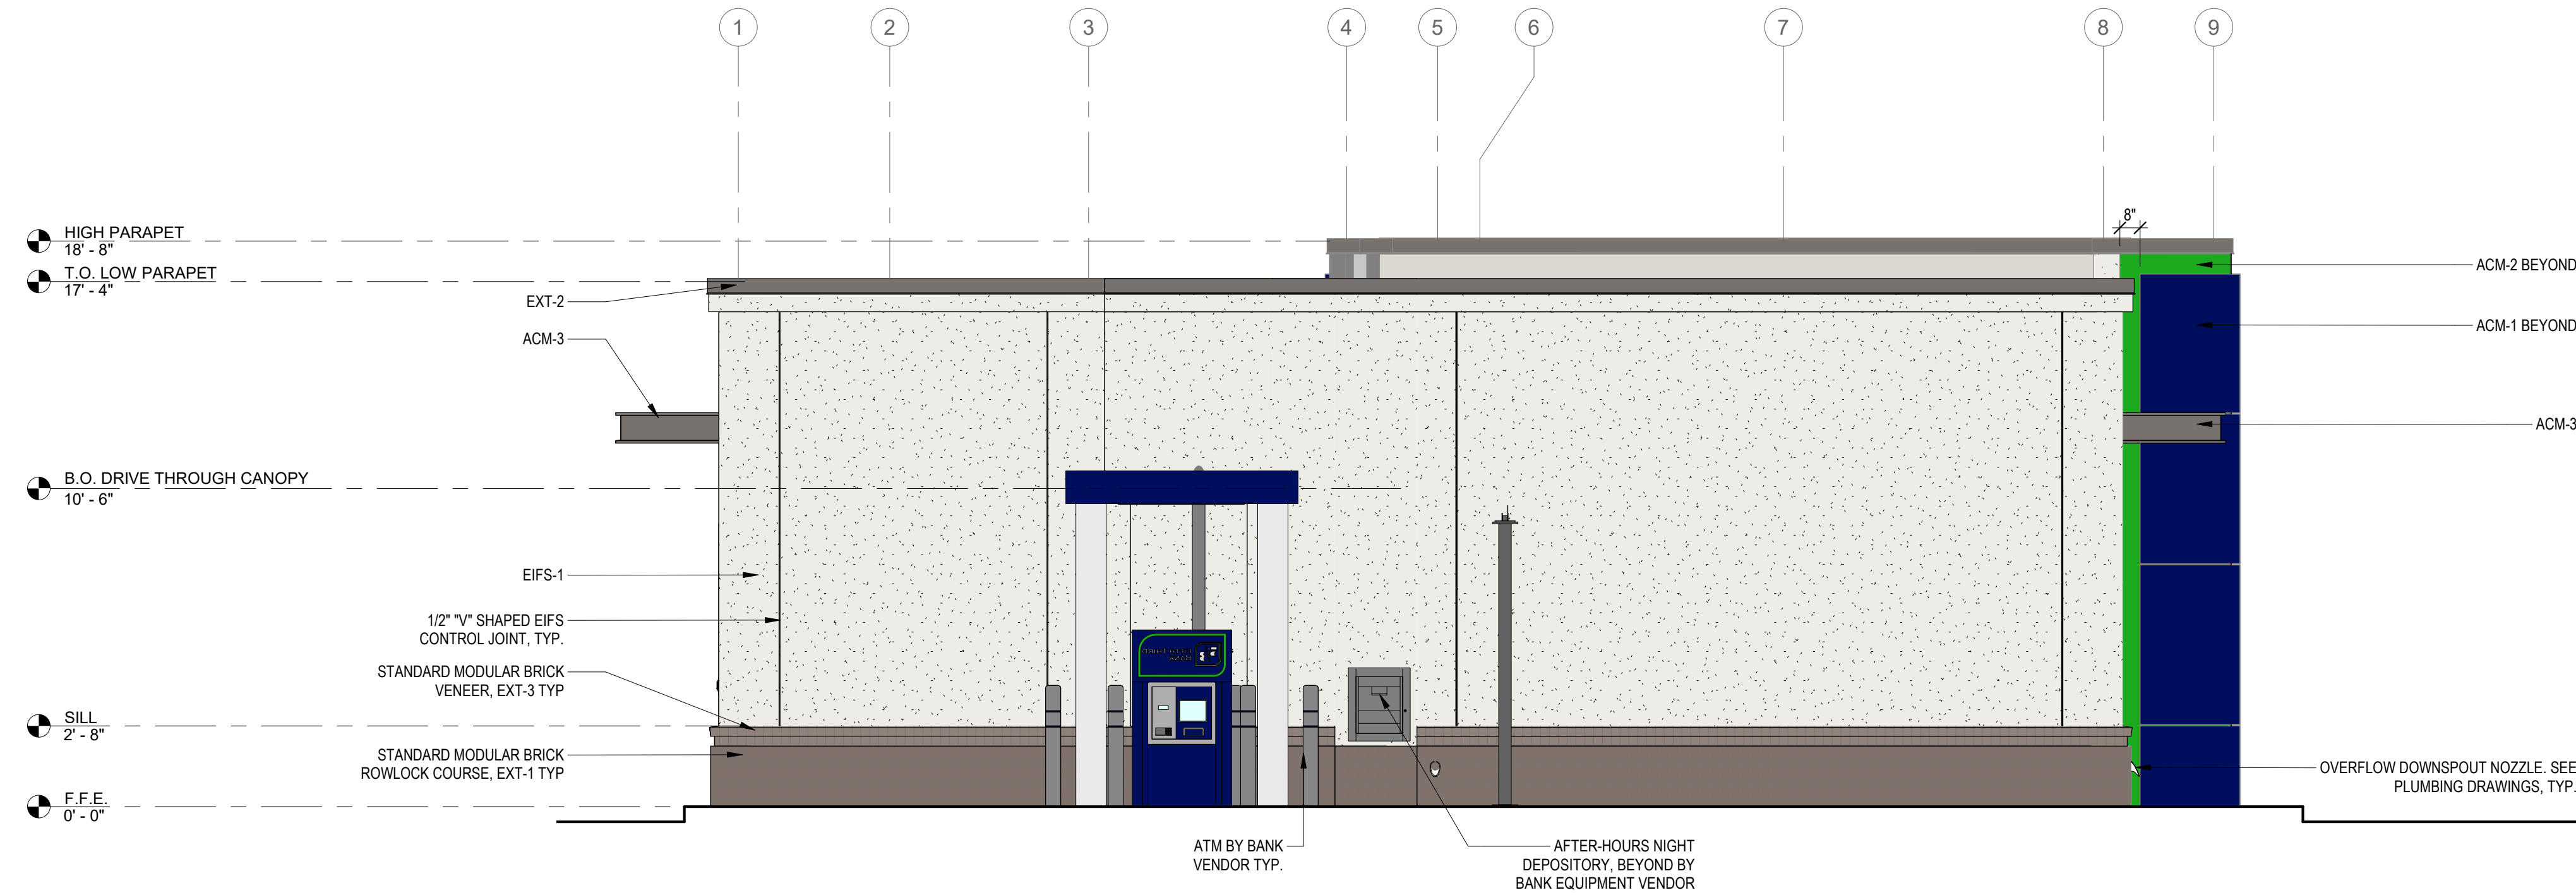 1 2 3 4 5 6 7 8 9
8"
HIGH PARAPET
18' - 8"
T.O. LOW PARAPET
17' - 4"
ACM-2 BEYOND
EXT-2
ACM-1 BEYOND
ACM-3
ACM-3
B.O. DRIVE THROUGH CANOPY
10' - 6"
EIFS-1
1/2" "V" SHAPED EIFS
CONTROL JOINT, TYP.
STANDARD MODULAR BRICK
VENEER, EXT-3 TYP
SILL
2' - 8"
STANDARD MODULAR BRICK
ROWLOCK COURSE, EXT-1 TYP
OVERFLOW DOWNSPOUT NOZZLE. SEE
PLUMBING DRAWINGS, TYP.
F.F.E.
0' - 0"
ATM BY BANK
VENDOR TYP.
AFTER-HOURS NIGHT
DEPOSITORY, BEYOND BY
BANK EQUIPMENT VENDOR